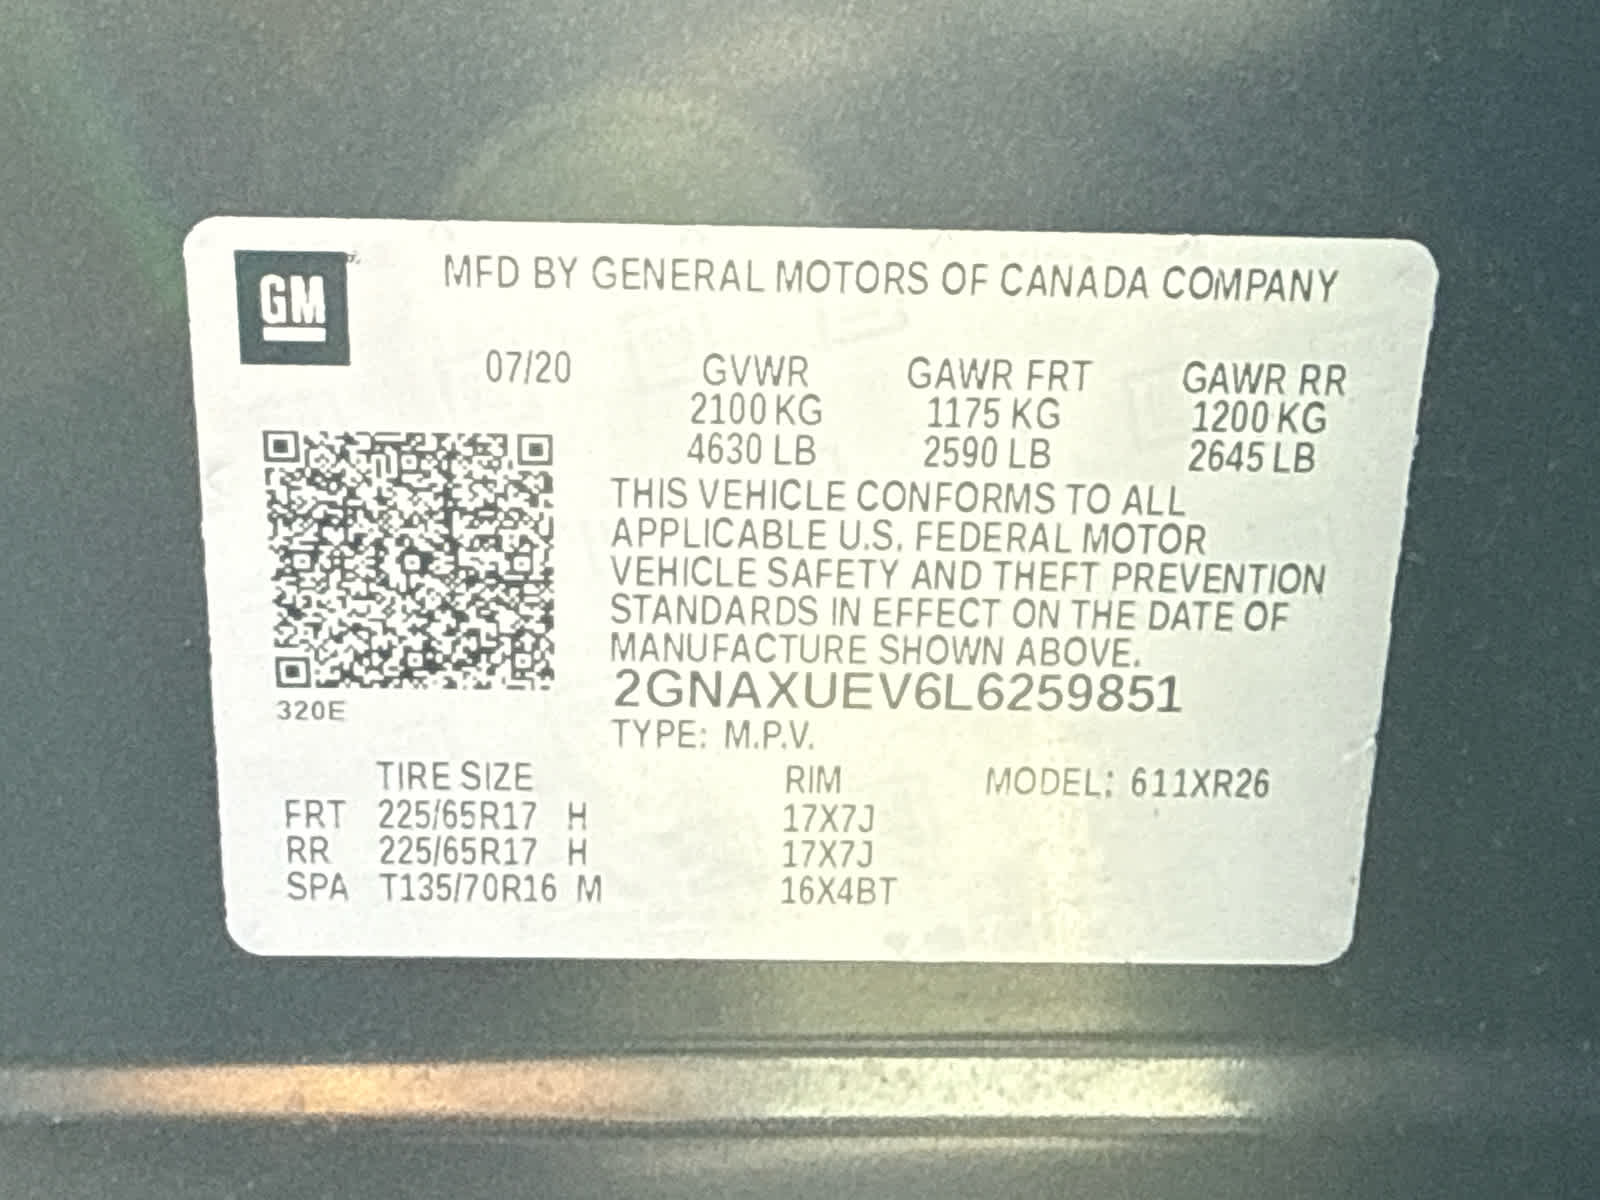 GM
MFD BY GENERAL MOTORS OF CANADA COMPANY
07/20 GVWR GAWR FRT GAWR RR
2100 KG 1175 KG 1200 KG
4630 LB 2590 LB 2645 LB
THIS VEHICLE CONFORMS TO ALL
APPLICABLE U.S. FEDERAL MOTOR
VEHICLE SAFETY AND THEFT PREVENTION
STANDARDS IN EFFECT ON THE DATE OF
MANUFACTURE SHOWN ABOVE.
2GNAXUEV6L6259851
320E
TYPE: M.P.V.
TIRE SIZE RIM MODEL: 611XR26
FRT 225/65R17 H 17X7J
RR 225/65R17 H 17X7J
SPA T135/70R16 M 16X4BT